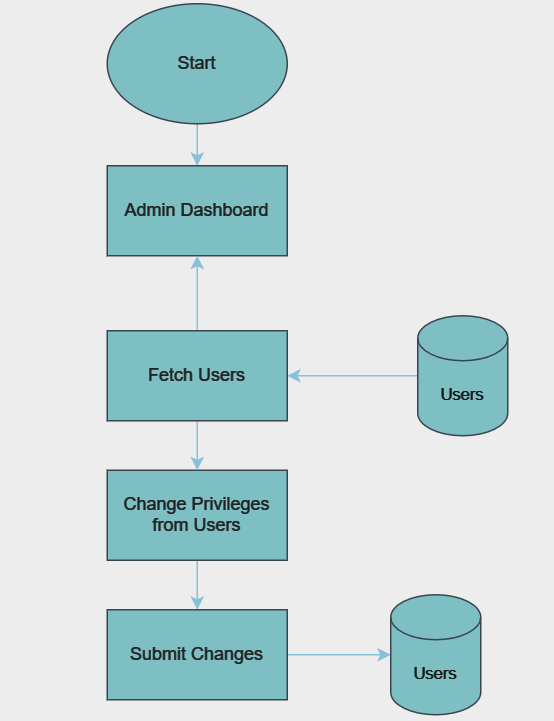 Start
Admin Dashboard
Fetch Users
Users
Change Privileges
from Users
Submit Changes
Users